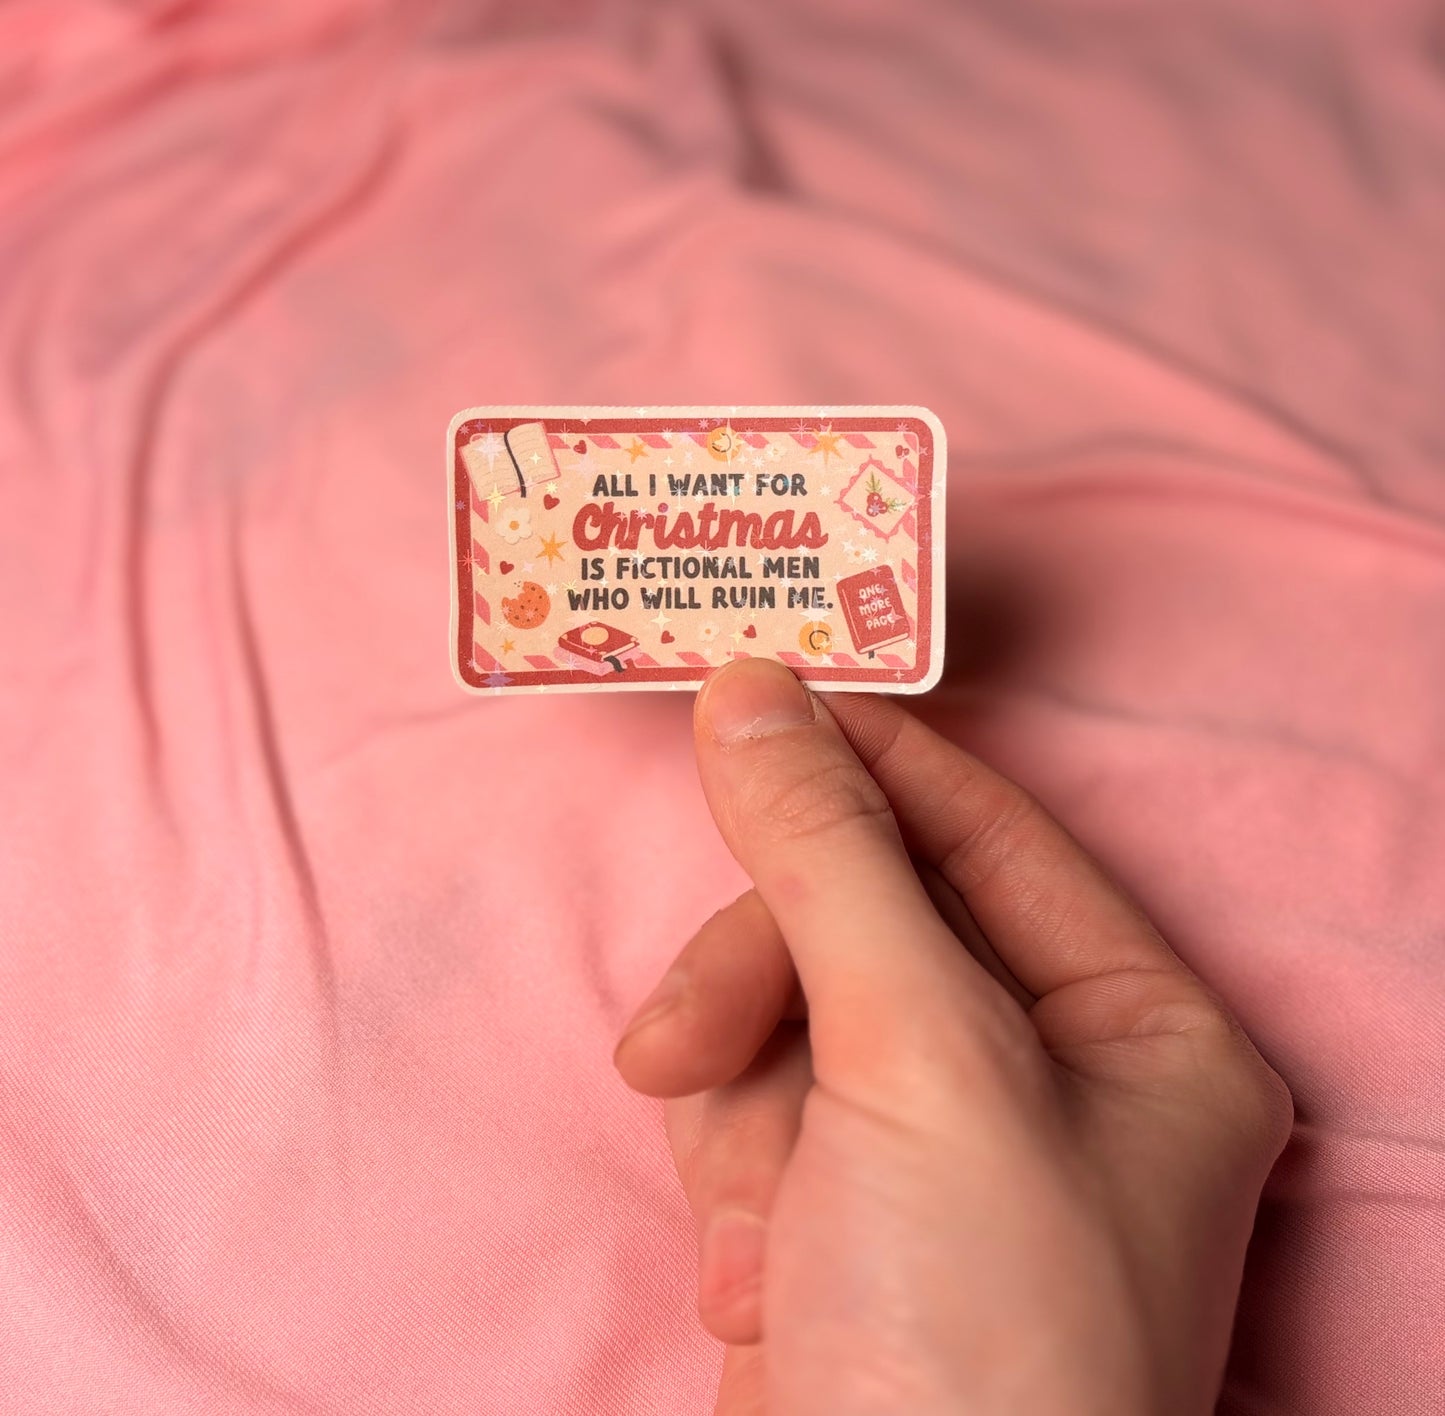 ALL I WANT FOR
Christmas
IS FICTIONAL MEN
WHO WILL RUIN ME.
ONE
MORE
PAGE